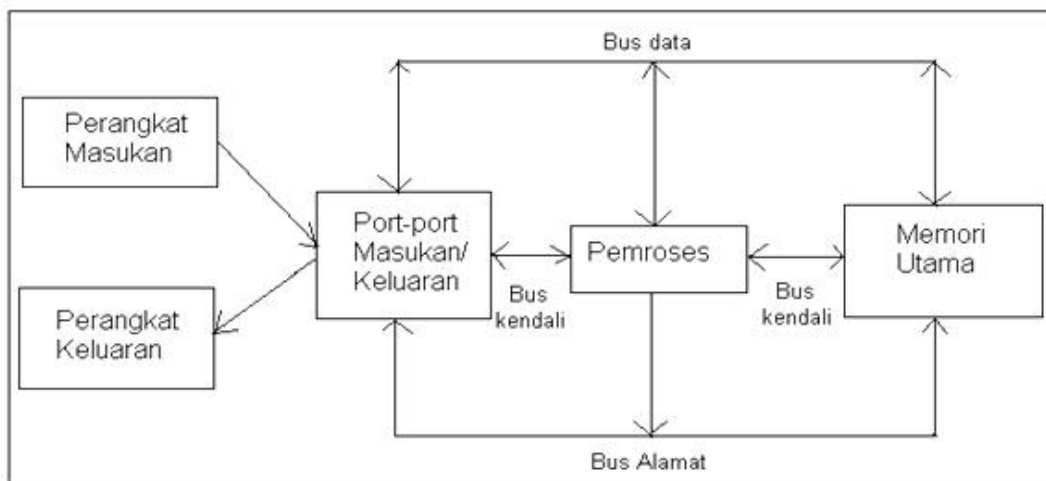 Bus data
Perangkat
Masukan
Port-port
Masukan/
Keluaran
Pemroses
Memori
Utama
Bus
kendali
Bus
kendali
Perangkat
Keluaran
Bus Alamat